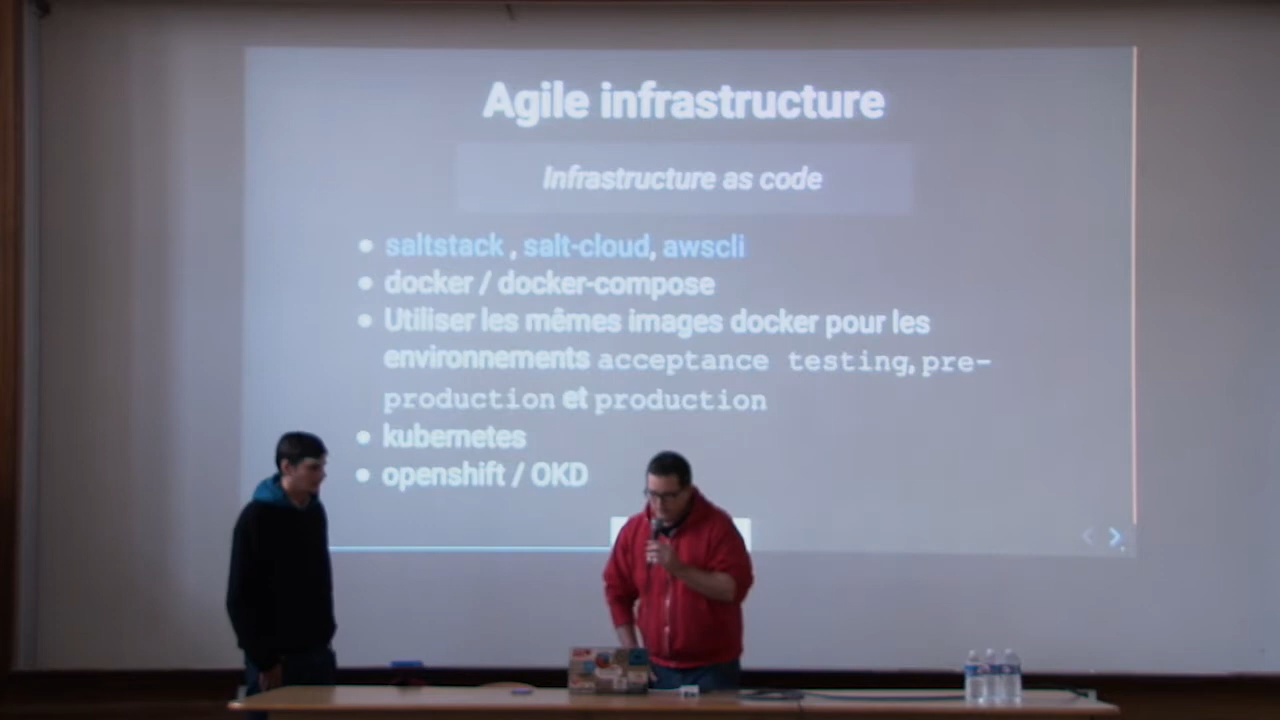 Agile infrastructure
Infrastructure as code
saltstack , salt-cloud, awscli
docker / docker-compose
Utiliser les mêmes images docker pour les
environnements acceptance testing, pre-
production et production
kubernetes
openshift / OKD